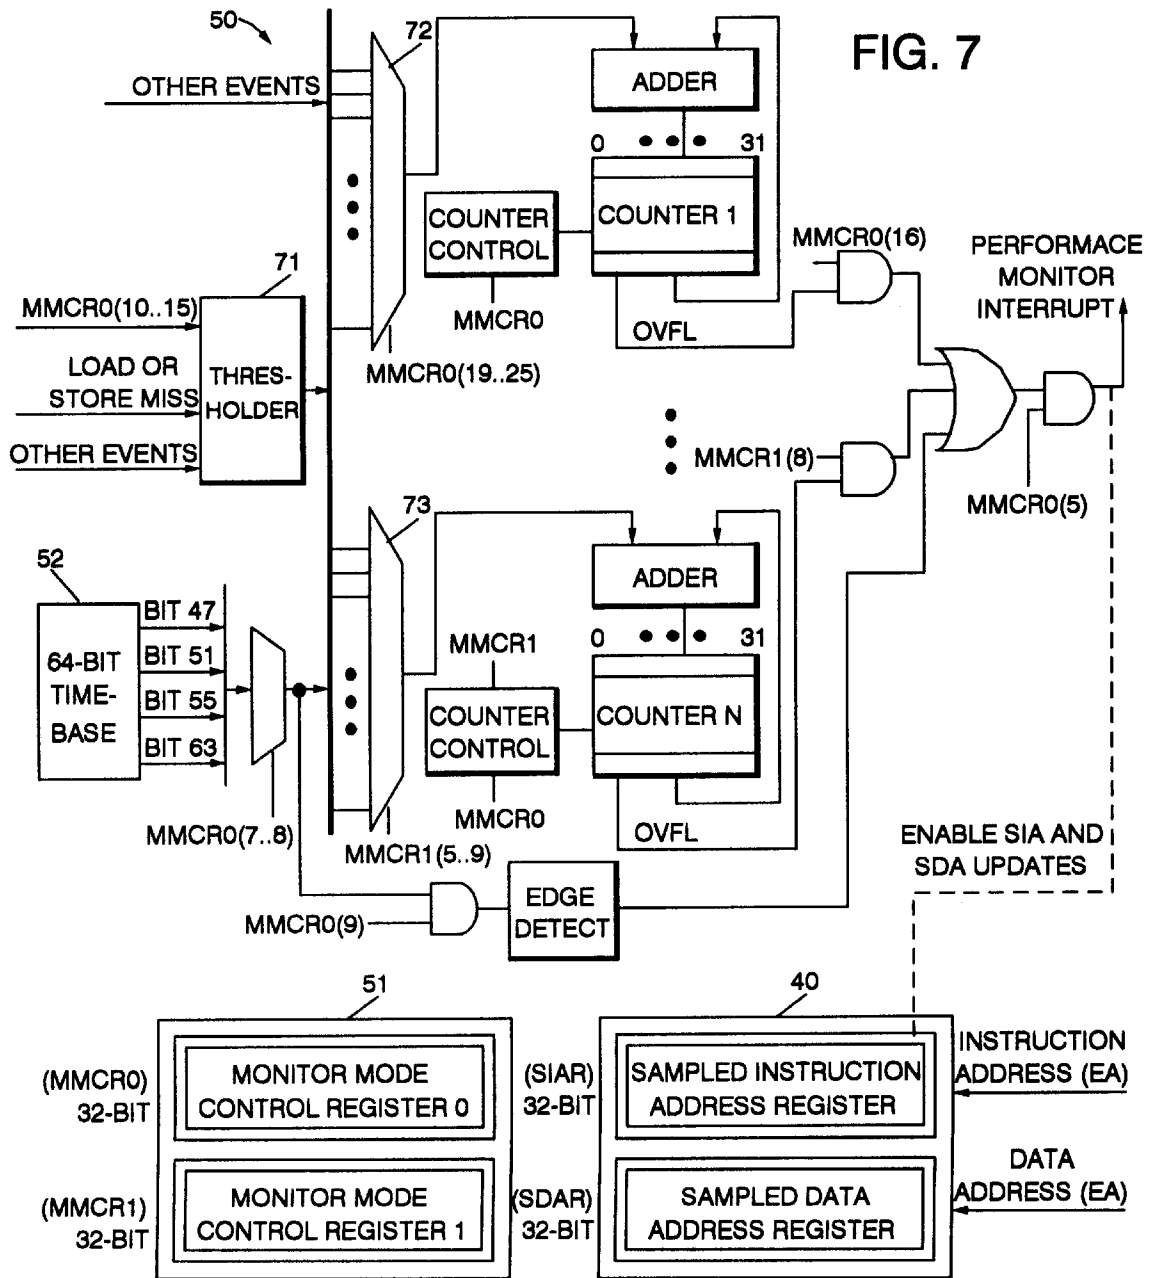 50
72
FIG. 7
OTHER EVENTS
ADDER
0
31
COUNTER
CONTROL
COUNTER 1
MMCR0
OVFL
MMCR0(16)
PERFORMACE
MONITOR
INTERRUPT
71
MMCR0(10..15)
LOAD OR
STORE MISS
OTHER EVENTS
THRES-
HOLDER
MMCR0(19..25)
MMCR1(8)
MMCR0(5)
73
52
64-BIT
TIME-
BASE
BIT 47
BIT 51
BIT 55
BIT 63
MMCR0(7..8)
ADDER
0
31
MMCR1
COUNTER
CONTROL
COUNTER N
MMCR0
OVFL
MMCR1(5..9)
MMCR0(9)
EDGE
DETECT
ENABLE SIA AND
SDA UPDATES
51
(MMCR0)
32-BIT
MONITOR MODE
CONTROL REGISTER 0
(MMCR1)
32-BIT
MONITOR MODE
CONTROL REGISTER 1
40
(SIAR)
32-BIT
SAMPLED INSTRUCTION
ADDRESS REGISTER
INSTRUCTION
ADDRESS (EA)
(SDAR)
32-BIT
SAMPLED DATA
ADDRESS REGISTER
DATA
ADDRESS (EA)